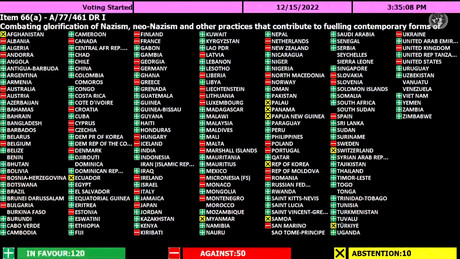 Voting Started
12/15/2022
3:35:08 PM
Item 66(a) - A/77/461 DR I
Combating glorification of Nazism, neo-Nazism and other practices that contribute to fuelling contemporary forms of
AFGHANISTAN
ALBANIA
ALGERIA
ANDORRA
ANGOLA
ANTIGUA-BARBUDA
ARGENTINA
ARMENIA
AUSTRALIA
AUSTRIA
AZERBAIJAN
BAHAMAS
BAHRAIN
BANGLADESH
BARBADOS
BELARUS
BELGIUM
BELIZE
BENIN
BHUTAN
BOLIVIA
BOSNIA-HERZEGOVINA
BOTSWANA
BRAZIL
BRUNEI DARUSSALAM
BULGARIA
BURKINA FASO
BURUNDI
CABO VERDE
CAMBODIA
CAMEROON
CANADA
CENTRAL AFR REP...
CHAD
CHILE
CHINA
COLOMBIA
COMOROS
CONGO
COSTA RICA
COTE D'IVOIRE
CROATIA
CUBA
CYPRUS
CZECHIA
DEM PR OF KOREA
DEM REP OF THE CO...
DENMARK
DJIBOUTI
DOMINICA
DOMINICAN REP...
ECUADOR
EGYPT
EL SALVADOR
EQUATORIAL GUINEA
ERITREA
ESTONIA
ESWATINI
ETHIOPIA
FIJI
FINLAND
FRANCE
GABON
GAMBIA
GEORGIA
GERMANY
GHANA
GREECE
GRENADA
GUATEMALA
GUINEA
GUINEA-BISSAU
GUYANA
HAITI
HONDURAS
HUNGARY
ICELAND
INDIA
INDONESIA
IRAN (ISLAMIC REP...
IRAQ
IRELAND
ISRAEL
ITALY
JAMAICA
JAPAN
JORDAN
KAZAKHSTAN
KENYA
KIRIBATI
KUWAIT
KYRGYZSTAN
LAO PDR
LATVIA
LEBANON
LESOTHO
LIBERIA
LIBYA
LIECHTENSTEIN
LITHUANIA
LUXEMBOURG
MADAGASCAR
MALAWI
MALAYSIA
MALDIVES
MALI
MALTA
MARSHALL ISLANDS
MAURITANIA
MAURITIUS
MEXICO
MICRONESIA (FS)
MONACO
MONGOLIA
MONTENEGRO
MOROCCO
MOZAMBIQUE
MYANMAR
NAMIBIA
NAURU
NEPAL
NETHERLANDS
NEW ZEALAND
NICARAGUA
NIGER
NIGERIA
NORTH MACEDONIA
NORWAY
OMAN
PAKISTAN
PALAU
PANAMA
PAPUA NEW GUINEA
PARAGUAY
PERU
PHILIPPINES
POLAND
PORTUGAL
QATAR
REP OF KOREA
REP OF MOLDOVA
ROMANIA
RUSSIAN FED...
RWANDA
SAINT KITTS-NEVIS
SAINT LUCIA
SAINT VINCENT-GRE...
SAMOA
SAN MARINO
SAO TOME-PRINCIPE
SAUDI ARABIA
SENEGAL
SERBIA
SEYCHELLES
SIERRA LEONE
SINGAPORE
SLOVAKIA
SLOVENIA
SOLOMON ISLANDS
SOMALIA
SOUTH AFRICA
SOUTH SUDAN
SPAIN
SRI LANKA
SUDAN
SURINAME
SWEDEN
SWITZERLAND
SYRIAN ARAB REP...
TAJIKISTAN
THAILAND
TIMOR-LESTE
TOGO
TONGA
TRINIDAD-TOBAGO
TUNISIA
TURKMENISTAN
TUVALU
TÜRKIYE
UGANDA
UKRAINE
UNITED ARAB EMIR...
UNITED KINGDOM
UNITED REP TANZA...
UNITED STATES
URUGUAY
UZBEKISTAN
VANUATU
VENEZUELA
VIET NAM
YEMEN
ZAMBIA
ZIMBABWE
IN FAVOUR:120
AGAINST:50
ABSTENTION:10